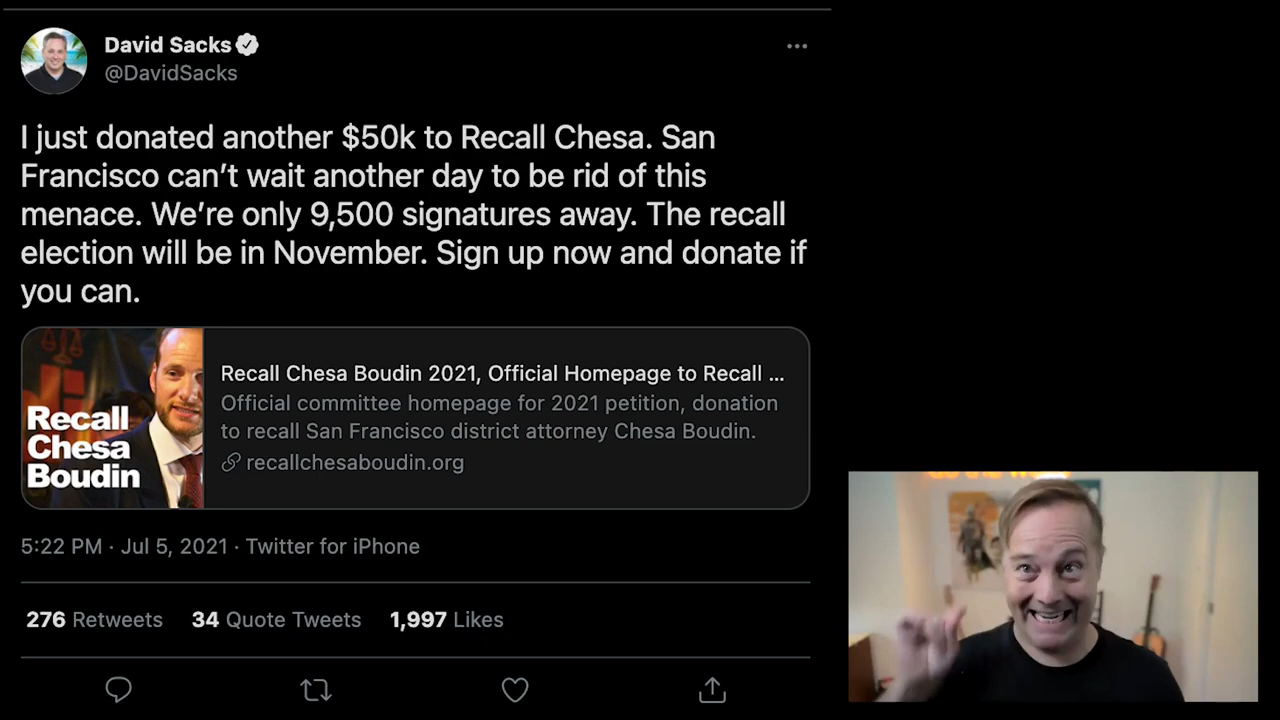 David Sacks
@DavidSacks
I just donated another $50k to Recall Chesa. San
Francisco can’t wait another day to be rid of this
menace. We’re only 9,500 signatures away. The recall
election will be in November. Sign up now and donate if
you can.
Recall
Chesa
Boudin
Recall Chesa Boudin 2021, Official Homepage to Recall ...
Official committee homepage for 2021 petition, donation
to recall San Francisco district attorney Chesa Boudin.
recallchesaboudin.org
5:22 PM · Jul 5, 2021 · Twitter for iPhone
276 Retweets 34 Quote Tweets 1,997 Likes